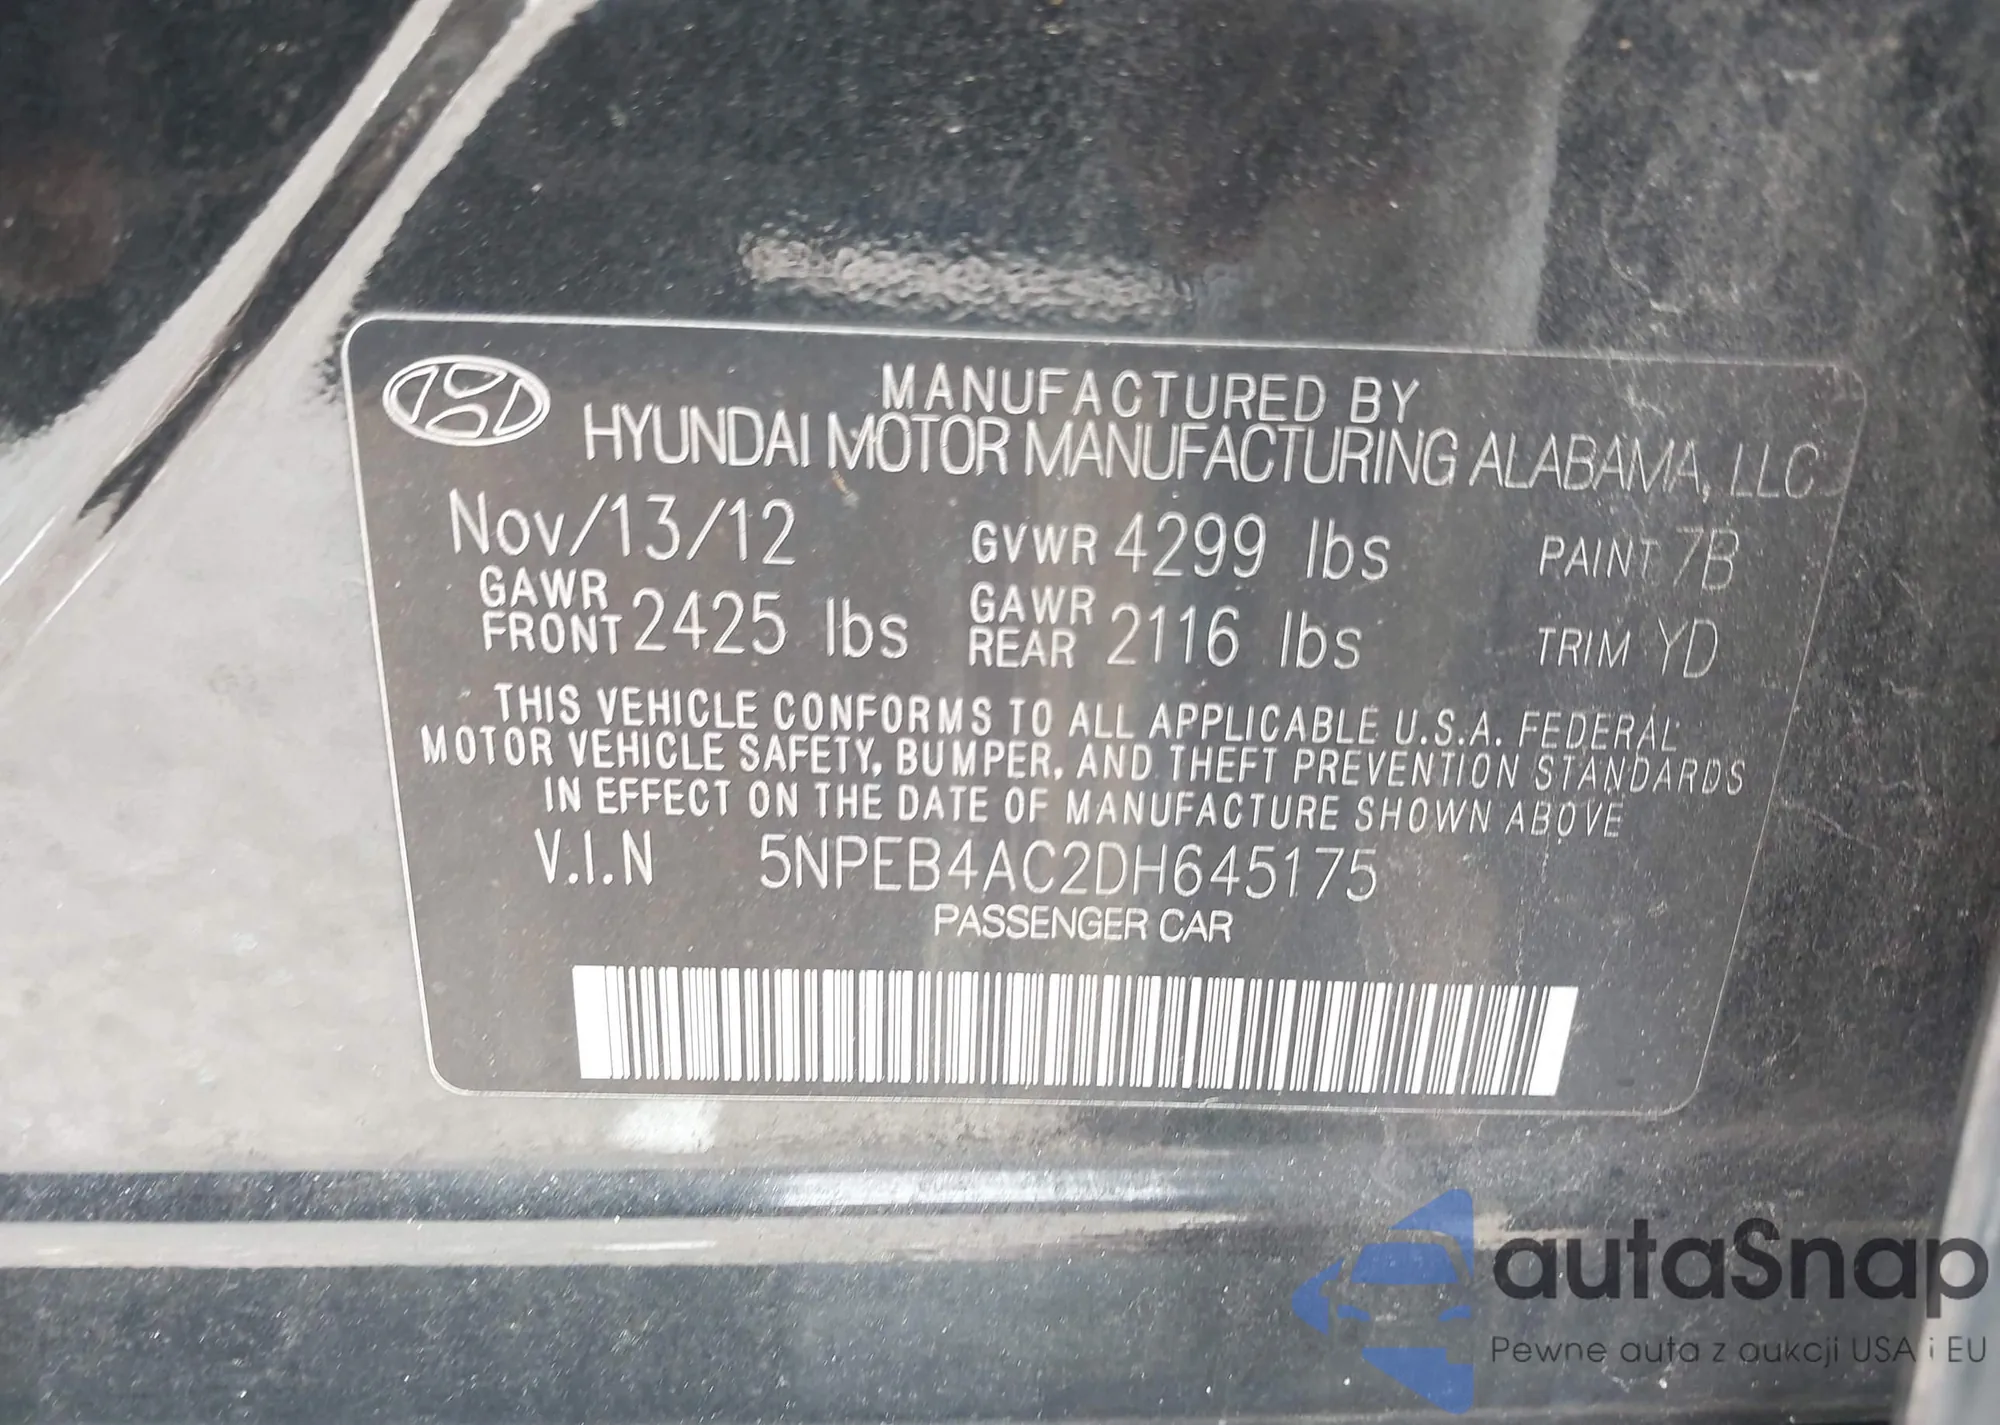 MANUFACTURED BY
HYUNDAI MOTOR MANUFACTURING ALABAMA, LLC
Nov/13/12 GVWR 4299 lbs PAINT 7B
GAWR FRONT 2425 lbs GAWR REAR 2116 lbs TRIM YD
THIS VEHICLE CONFORMS TO ALL APPLICABLE U.S.A. FEDERAL
MOTOR VEHICLE SAFETY, BUMPER, AND THEFT PREVENTION STANDARDS
IN EFFECT ON THE DATE OF MANUFACTURE SHOWN ABOVE
V.I.N 5NPEB4AC2DH645175
PASSENGER CAR
autaSnap
Pewne auta z aukcji USA i EU